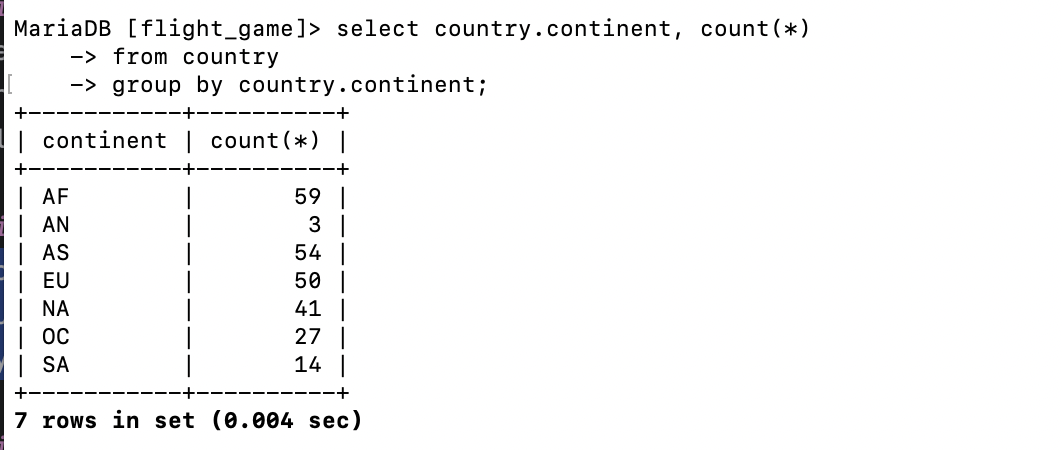 MariaDB [flight_game]> select country.continent, count(*)
    -> from country
    -> group by country.continent;
+-----------+----------+
| continent | count(*) |
+-----------+----------+
| AF        |       59 |
| AN        |        3 |
| AS        |       54 |
| EU        |       50 |
| NA        |       41 |
| OC        |       27 |
| SA        |       14 |
+-----------+----------+
7 rows in set (0.004 sec)